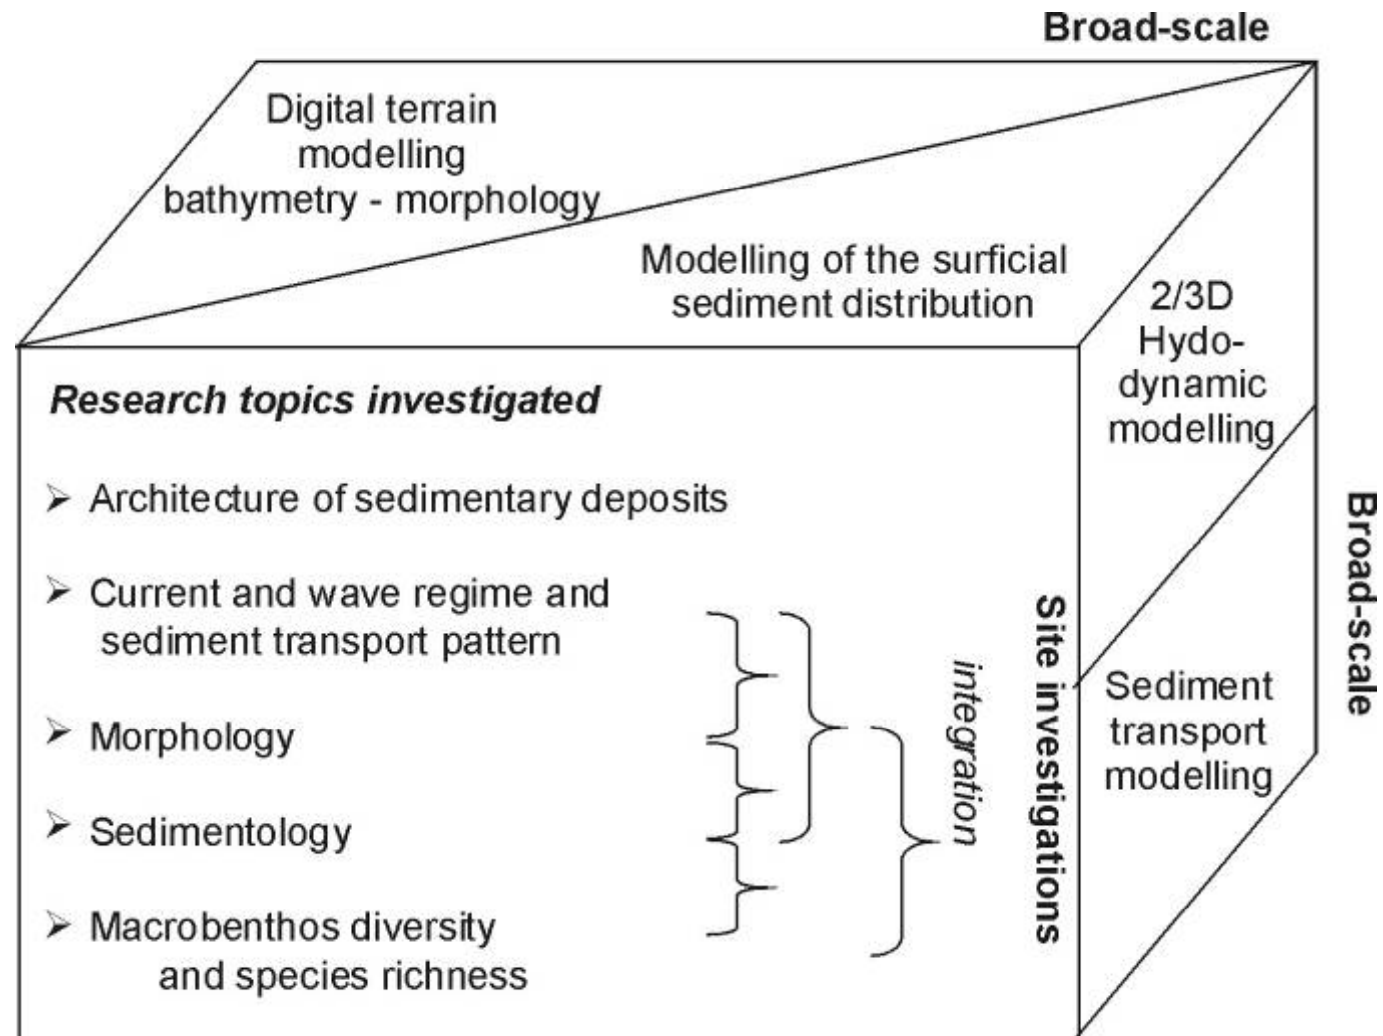 Broad-scale
Digital terrain
modelling
bathymetry - morphology
Modelling of the surficial
sediment distribution
2/3D
Hydo-
dynamic
modelling
Research topics investigated
➢ Architecture of sedimentary deposits
➢ Current and wave regime and
sediment transport pattern
➢ Morphology
➢ Sedimentology
➢ Macrobenthos diversity
and species richness
integration
Site investigations
Sediment
transport
modelling
Broad-scale